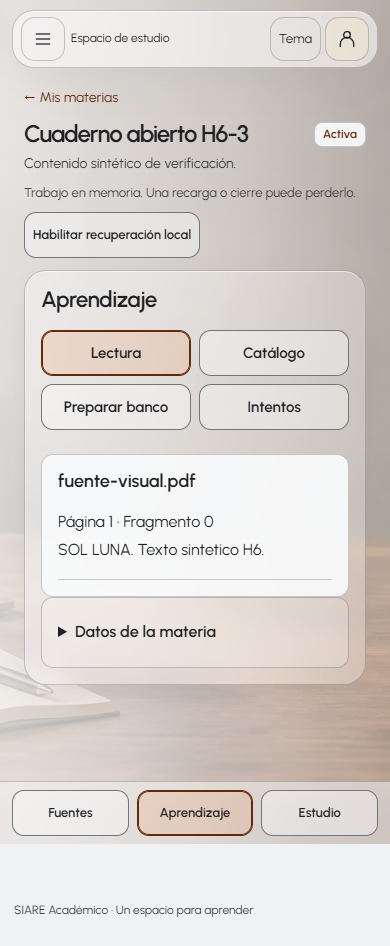 Espacio de estudio
Tema
← Mis materias
Cuaderno abierto H6-3
Activa
Contenido sintético de verificación.
Trabajo en memoria. Una recarga o cierre puede perderlo.
Habilitar recuperación local
Aprendizaje
Lectura
Catálogo
Preparar banco
Intentos
fuente-visual.pdf
Página 1 · Fragmento 0
SOL LUNA. Texto sintetico H6.
▶ Datos de la materia
Fuentes
Aprendizaje
Estudio
SIARE Académico · Un espacio para aprender